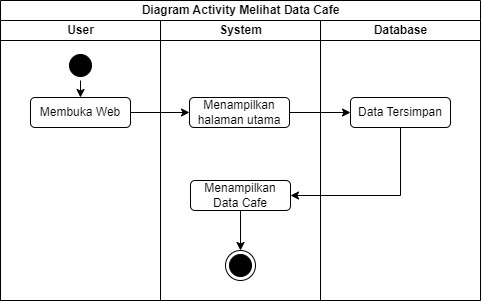 Diagram Activity Melihat Data Cafe
User
System
Database
Membuka Web
Menampilkan
halaman utama
Data Tersimpan
Menampilkan
Data Cafe